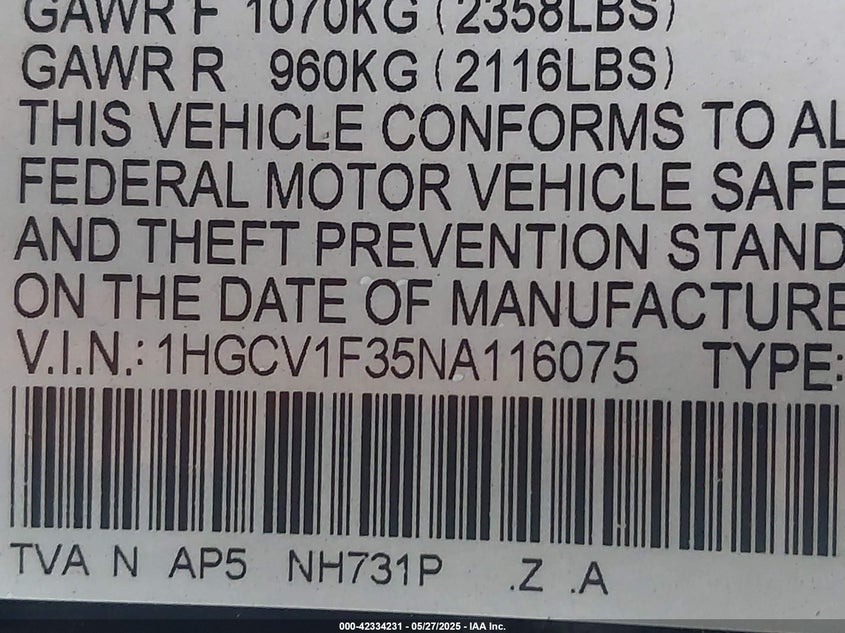 GAWR F 1070KG (2358LBS)
GAWR R 960KG (2116LBS)
THIS VEHICLE CONFORMS TO AL
FEDERAL MOTOR VEHICLE SAFE
AND THEFT PREVENTION STAND
ON THE DATE OF MANUFACTURE
V.I.N.: 1HGCV1F35NA116075 TYPE:
TVA N AP5 NH731P .Z .A
000-42334231 - 05/27/2025 - IAA Inc.